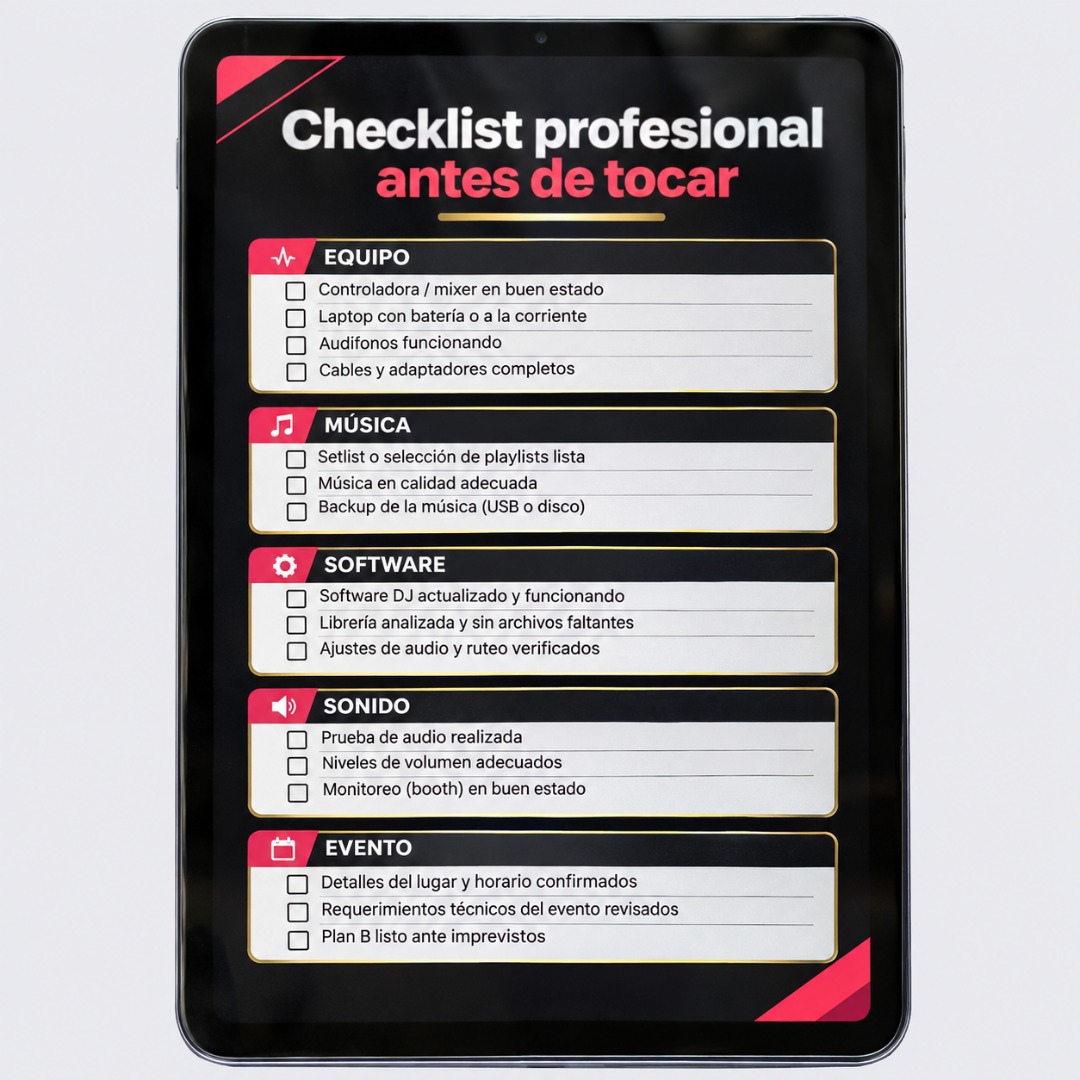 Checklist profesional
antes de tocar
EQUIPO
Controladora / mixer en buen estado
Laptop con batería o a la corriente
Audifonos funcionando
Cables y adaptadores completos
MÚSICA
Setlist o selección de playlists lista
Música en calidad adecuada
Backup de la música (USB o disco)
SOFTWARE
Software DJ actualizado y funcionando
Librería analizada y sin archivos faltantes
Ajustes de audio y ruteo verificados
SONIDO
Prueba de audio realizada
Niveles de volumen adecuados
Monitoreo (booth) en buen estado
EVENTO
Detalles del lugar y horario confirmados
Requerimientos técnicos del evento revisados
Plan B listo ante imprevistos